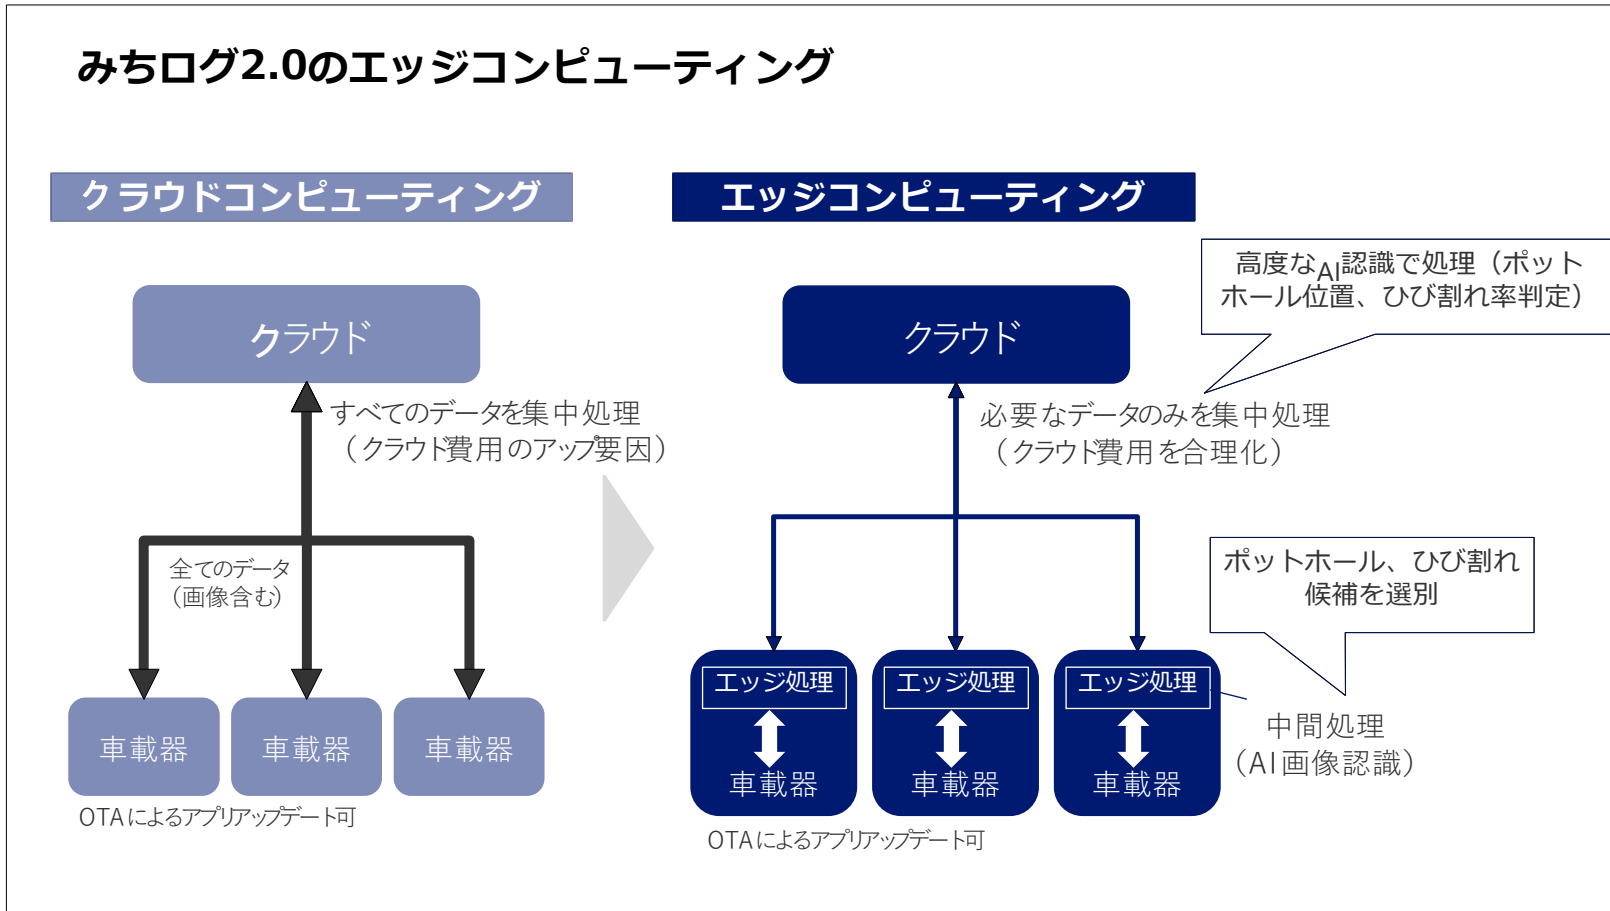 みちログ2.0のエッジコンピューティング
クラウドコンピューティング
クラウド
すべてのデータを集中処理
（クラウド費用のアップ要因）
全てのデータ
（画像含む）
車載器
車載器
車載器
OTAによるアプリアップデート可
エッジコンピューティング
高度なAI認識で処理（ポット
ホール位置、ひび割れ率判定）
クラウド
必要なデータのみを集中処理
（クラウド費用を合理化）
ポットホール、ひび割れ
候補を選別
エッジ処理
エッジ処理
エッジ処理
中間処理
（AI画像認識）
車載器
車載器
車載器
OTAによるアプリアップデート可